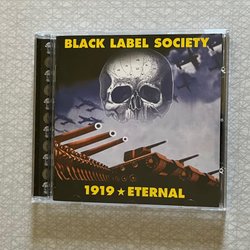 BLACK LABEL SOCIETY
1919 ★ ETERNAL